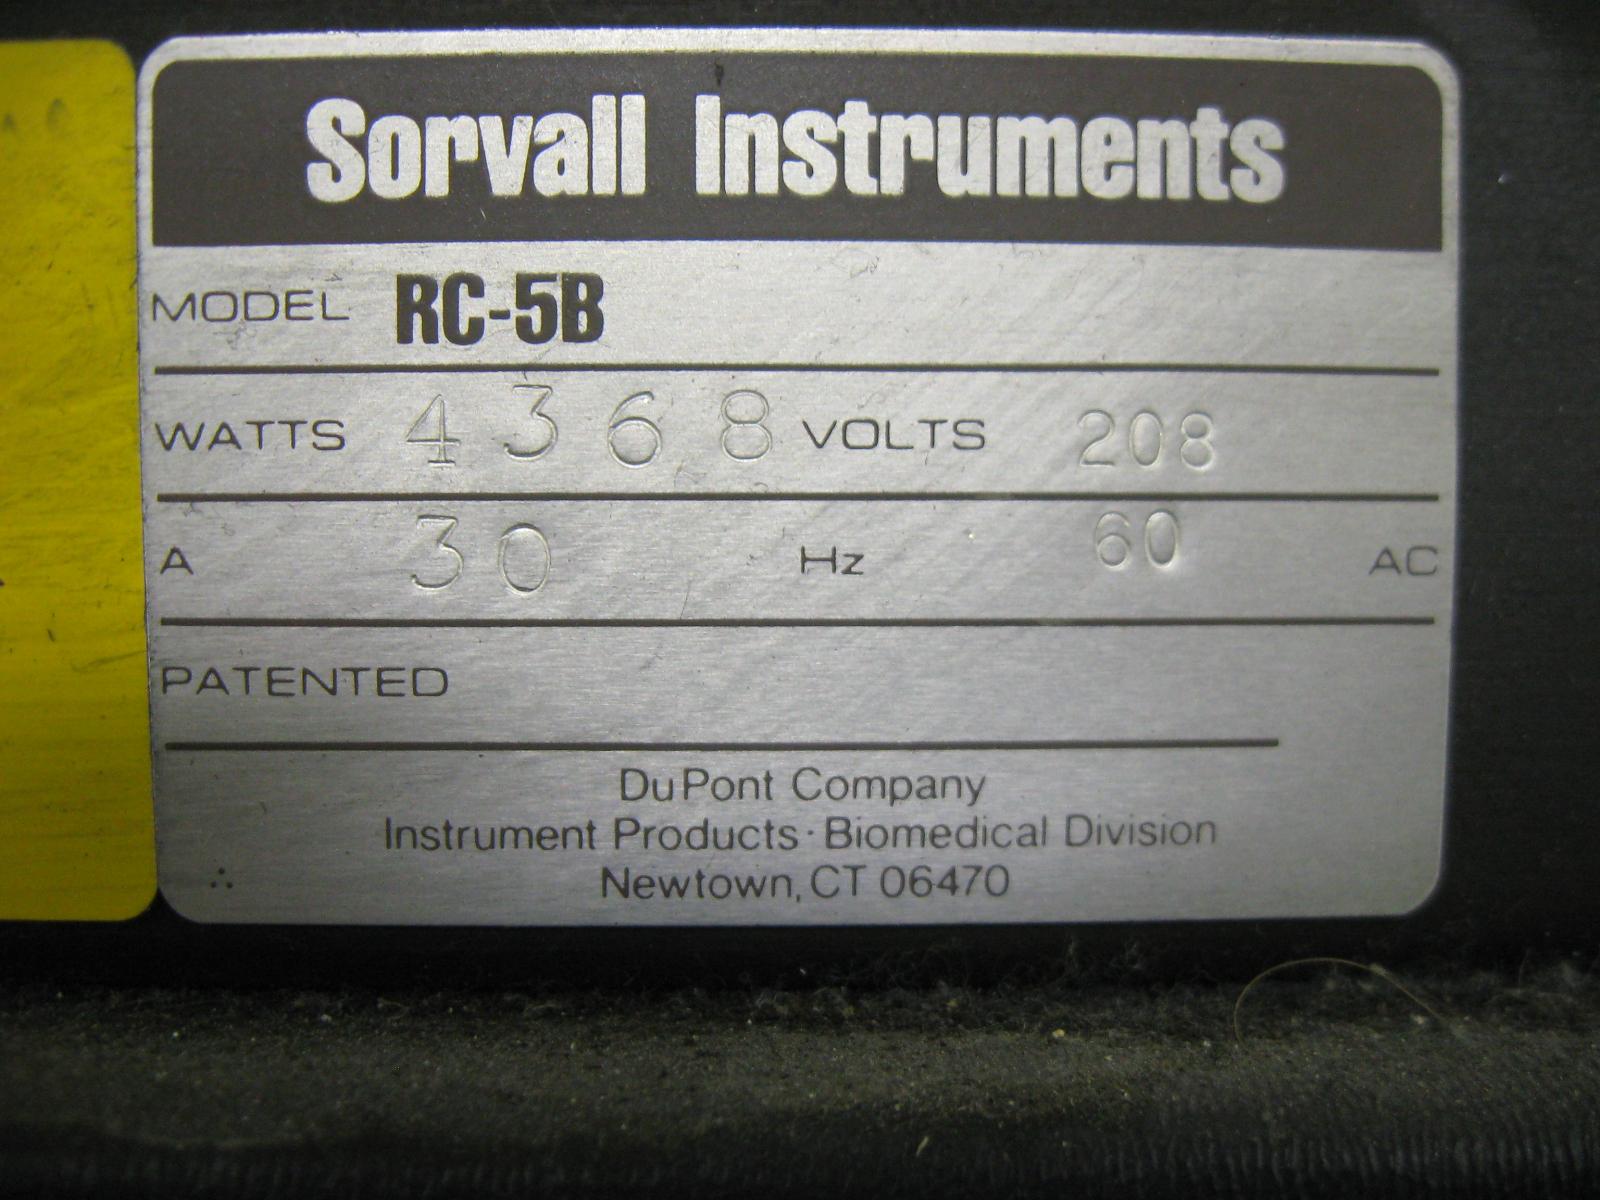 Sorvall Instruments
MODEL RC-5B
WATTS 4368 VOLTS 208
A 30 Hz 60 AC
PATENTED
DuPont Company
Instrument Products · Biomedical Division
Newtown, CT 06470